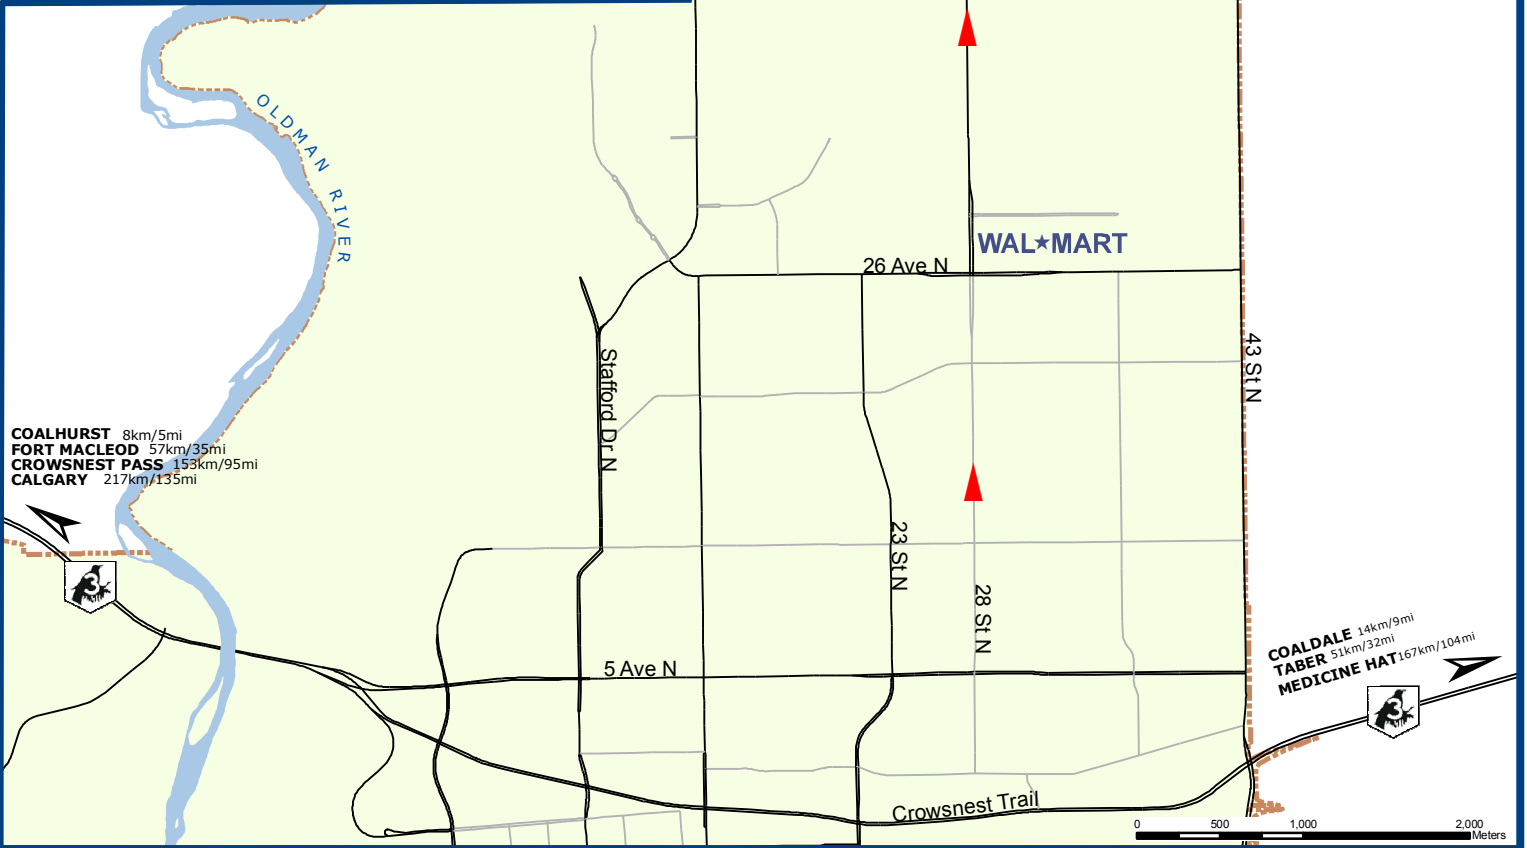 OLDMAN RIVER
WAL★MART
26 Ave N
43 St N
Stafford Dr N
COALHURST 8km/5mi
FORT MACLEOD 57km/35mi
CROWSNEST PASS 153km/95mi
CALGARY 217km/135mi
3
23 St N
28 St N
5 Ave N
COALDALE 14km/9mi
TABER 51km/32mi
MEDICINE HAT 167km/104mi
3
Crowsnest Trail
0 500 1,000 2,000
Meters